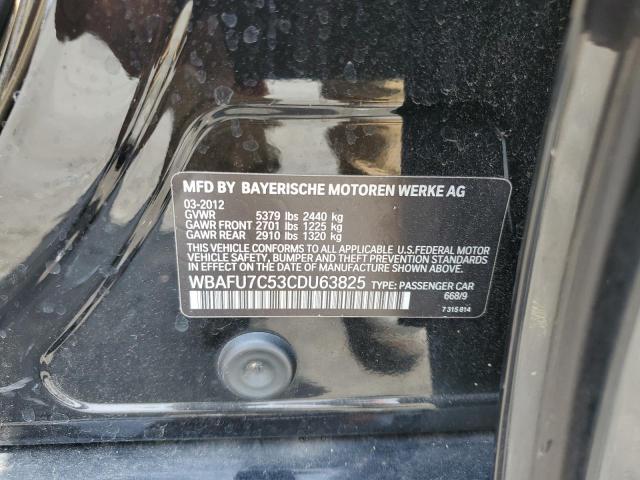 MFD BY BAYERISCHE MOTOREN WERKE AG
03-2012
GVWR 5379 lbs 2440 kg
GAWR FRONT 2701 lbs 1225 kg
GAWR REAR 2910 lbs 1320 kg
THIS VEHICLE CONFORMS TO ALL APPLICABLE U.S.FEDERAL MOTOR
VEHICLE SAFETY, BUMPER AND THEFT PREVENTION
STANDARDS IN EFFECT ON THE DATE OF MANUFACTURE SHOWN ABOVE.
WBAFU7C53CDU63825 TYPE: PASSENGER CAR
668/9
7 315 814